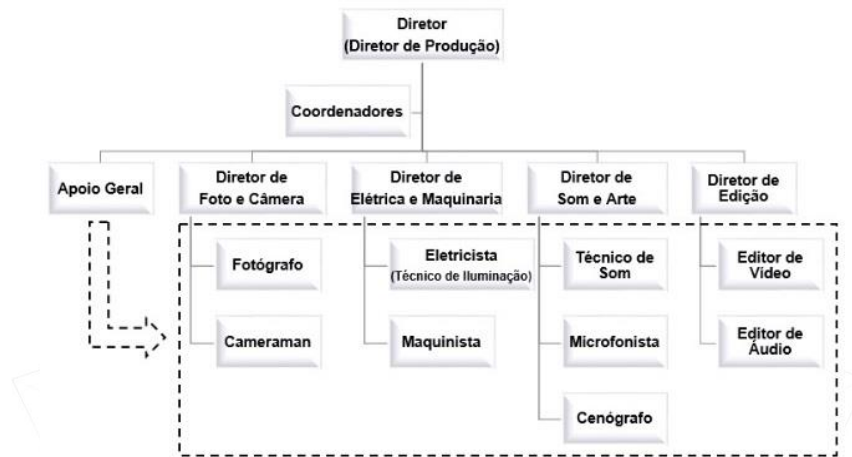 Diretor
(Diretor de Produção)
Coordenadores
Apoio Geral
Diretor de
Foto e Câmera
Diretor de
Elétrica e Maquinaria
Diretor de
Som e Arte
Diretor de
Edição
Fotógrafo
Eletricista
(Técnico de Iluminação)
Técnico de
Som
Editor de
Vídeo
Cameraman
Maquinista
Microfonista
Editor de
Áudio
Cenógrafo